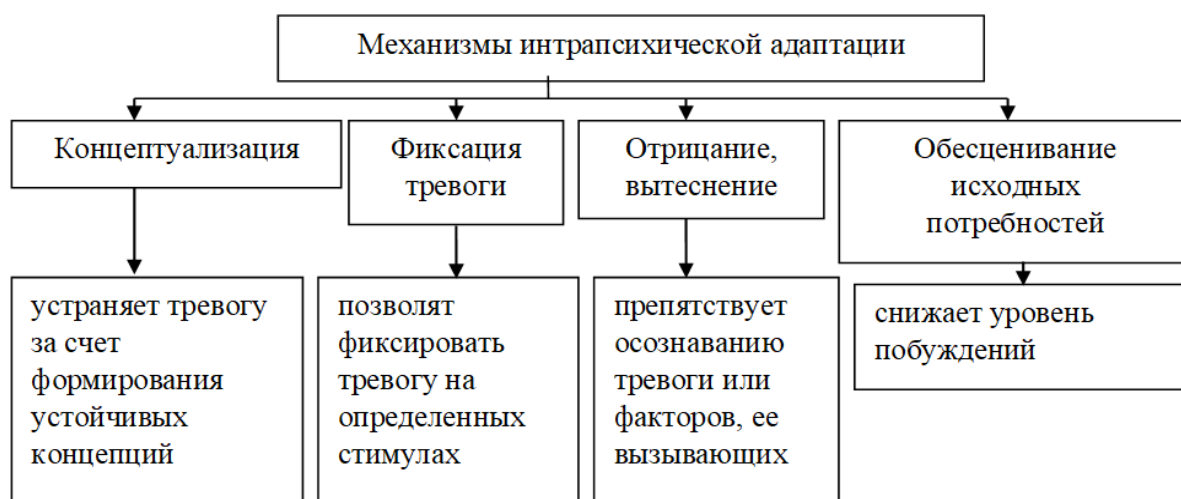 Механизмы интрапсихической адаптации
Концептуализация
Фиксация
тревоги
Отрицание,
вытеснение
Обесценивание
исходных
потребностей
устраняет тревогу
за счет
формирования
устойчивых
концепций
позволят
фиксировать
тревогу на
определенных
стимулах
препятствует
осознаванию
тревоги или
факторов, ее
вызывающих
снижает уровень
побуждений